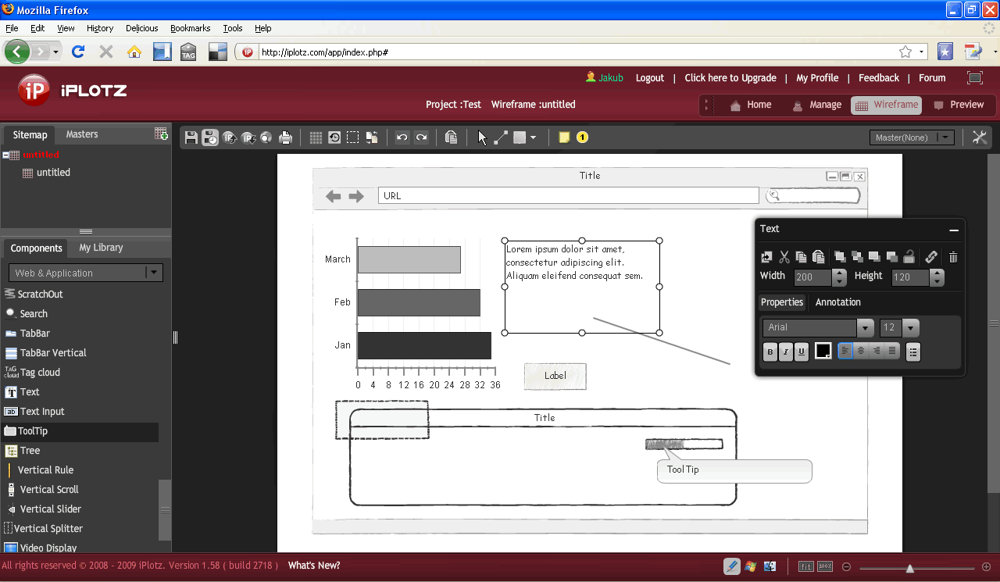 Mozilla Firefox
File Edit View History Delicious Bookmarks Tools Help
TAG
iP http://iplotz.com/app/index.php#
iP iPLOTZ
Jakub Logout | Click here to Upgrade | My Profile | Feedback | Forum
Project :Test Wireframe :untitled
Home Manage Wireframe Preview
Sitemap Masters
untitled
untitled
1
Master(None)
Components My Library
Web & Application
ScratchOut
Search
TabBar
TabBar Vertical
TAG cloud Tag cloud
T Text
ab Text Input
ToolTip
Tree
Vertical Rule
Vertical Scroll
Vertical Slider
Vertical Splitter
Video Display
Title
URL
March
Feb
Jan
0 4 8 12 16 20 24 28 32 36
Lorem ipsum dolor sit amet,
consectetur adipiscing elit.
Aliquam eleifend consequat sem.
Label
Title
Tool Tip
Text
Width 200 Height 120
Properties Annotation
Arial 12
B I U
All rights reserved © 2008 - 2009 iPlotz. Version 1.58 ( build 2718 ) What's New?
fit 100%